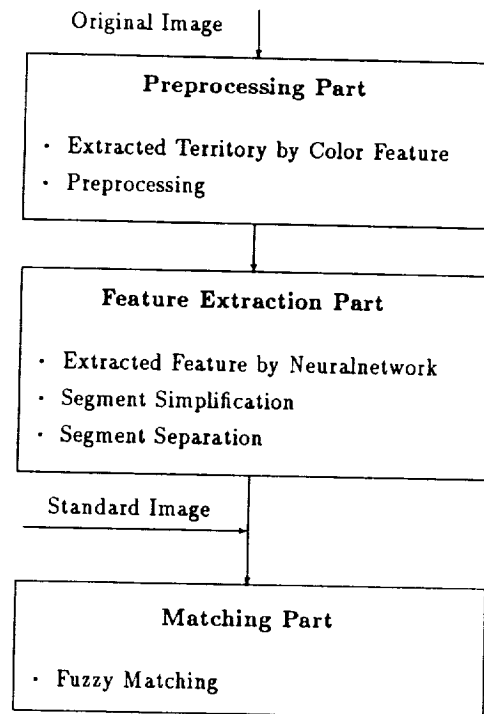 Original Image
Preprocessing Part
· Extracted Territory by Color Feature
· Preprocessing
Feature Extraction Part
· Extracted Feature by Neuralnetwork
· Segment Simplification
· Segment Separation
Standard Image
Matching Part
· Fuzzy Matching